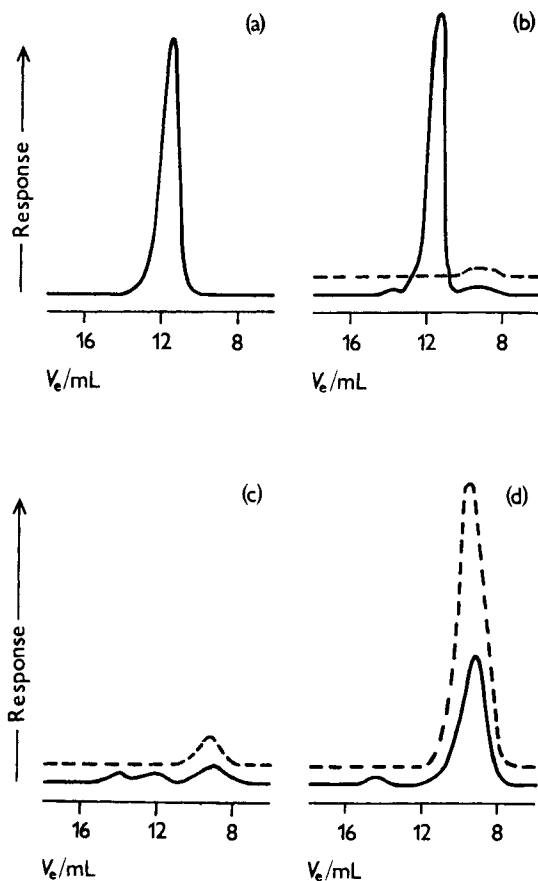 (a)
(b)
Response
16 12 8
16 12 8
Vₑ/mL
Vₑ/mL
(c)
(d)
Response
16 12 8
16 12 8
Vₑ/mL
Vₑ/mL